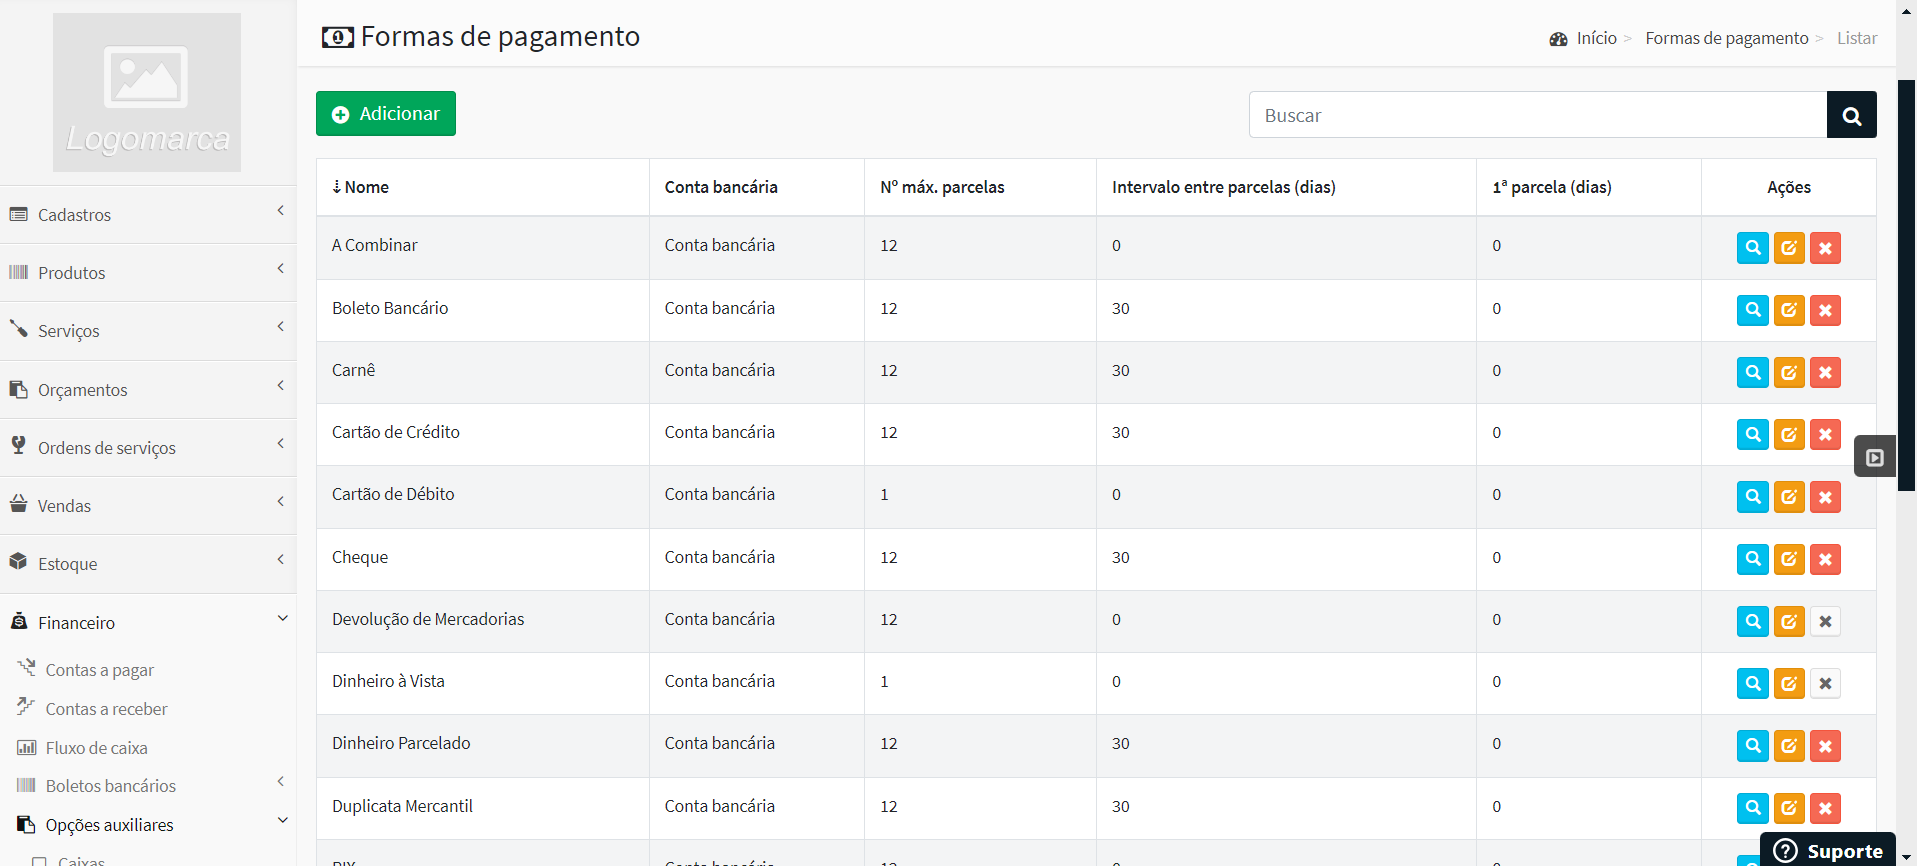 Logomarca
Cadastros
Produtos
Serviços
Orçamentos
Ordens de serviços
Vendas
Estoque
Financeiro
Contas a pagar
Contas a receber
Fluxo de caixa
Boletos bancários
Opções auxiliares
Caixas
Formas de pagamento
Início > Formas de pagamento > Listar
Adicionar
Buscar
Nome Conta bancária Nº máx. parcelas Intervalo entre parcelas (dias) 1ª parcela (dias) Ações
A Combinar Conta bancária 12 0 0
Boleto Bancário Conta bancária 12 30 0
Carnê Conta bancária 12 30 0
Cartão de Crédito Conta bancária 12 30 0
Cartão de Débito Conta bancária 1 0 0
Cheque Conta bancária 12 30 0
Devolução de Mercadorias Conta bancária 12 0 0
Dinheiro à Vista Conta bancária 1 0 0
Dinheiro Parcelado Conta bancária 12 30 0
Duplicata Mercantil Conta bancária 12 30 0
PIX Conta bancária 12 0 0
Suporte